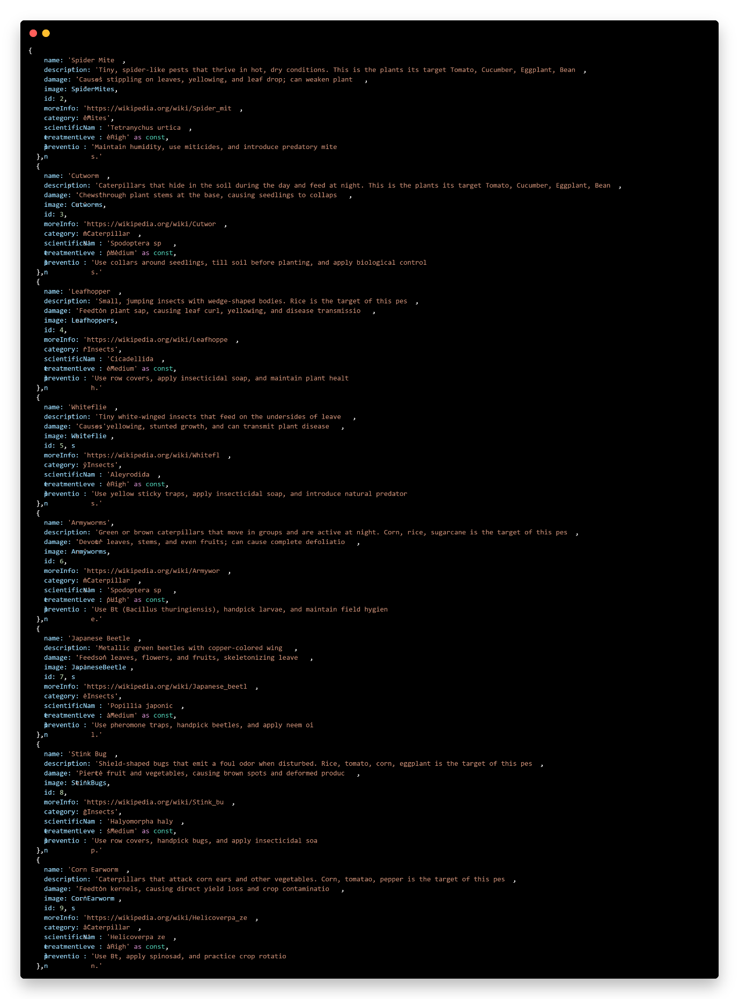 {
name: 'Spider Mite ,
description: 'Tiny, spider-like pests that thrive in hot, dry conditions. This is the plants its target Tomato, Cucumber, Eggplant, Bean ,
damage: 'Causes stippling on leaves, yellowing, and leaf drop; can weaken plant ,
image: SpiderMites,
id: 2,
moreInfo: 'https://wikipedia.org/wiki/Spider_mit ,
category: 'Mites',
scientificNam : 'Tetranychus urtica ,
treatmentLeve : 'High' as const,
preventio : 'Maintain humidity, use miticides, and introduce predatory mite
},n s.'
{
name: 'Cutworm ,
description: 'Caterpillars that hide in the soil during the day and feed at night. This is the plants its target Tomato, Cucumber, Eggplant, Bean ,
damage: 'Chews through plant stems at the base, causing seedlings to collaps ,
image: Cutworms,
id: 3,
moreInfo: 'https://wikipedia.org/wiki/Cutwor ,
category: 'Caterpillar ,
scientificNam : 'Spodoptera sp ,
treatmentLeve : 'Medium' as const,
preventio : 'Use collars around seedlings, till soil before planting, and apply biological control
},n s.'
{
name: 'Leafhopper ,
description: 'Small, jumping insects with wedge-shaped bodies. Rice is the target of this pes ,
damage: 'Feed on plant sap, causing leaf curl, yellowing, and disease transmissio ,
image: Leafhoppers,
id: 4,
moreInfo: 'https://wikipedia.org/wiki/Leafhoppe ,
category: 'Insects',
scientificNam : 'Cicadellida ,
treatmentLeve : 'Medium' as const,
preventio : 'Use row covers, apply insecticidal soap, and maintain plant healt
},n h.'
{
name: 'Whiteflie ,
description: 'Tiny white-winged insects that feed on the undersides of leave ,
damage: 'Causes yellowing, stunted growth, and can transmit plant disease ,
image: Whiteflie ,
id: 5, s
moreInfo: 'https://wikipedia.org/wiki/Whitefl ,
category: 'Insects',
scientificNam : 'Aleyrodida ,
treatmentLeve : 'High' as const,
preventio : 'Use yellow sticky traps, apply insecticidal soap, and introduce natural predator
},n s.'
{
name: 'Armyworms',
description: 'Green or brown caterpillars that move in groups and are active at night. Corn, rice, sugarcane is the target of this pes ,
damage: 'Devour leaves, stems, and even fruits; can cause complete defoliatio ,
image: Armyworms,
id: 6,
moreInfo: 'https://wikipedia.org/wiki/Armywor ,
category: 'Caterpillar ,
scientificNam : 'Spodoptera sp ,
treatmentLeve : 'High' as const,
preventio : 'Use Bt (Bacillus thuringiensis), handpick larvae, and maintain field hygien
},n e.'
{
name: 'Japanese Beetle ,
description: 'Metallic green beetles with copper-colored wing ,
damage: 'Feeds on leaves, flowers, and fruits, skeletonizing leave ,
image: JapaneseBeetle ,
id: 7, s
moreInfo: 'https://wikipedia.org/wiki/Japanese_beetl ,
category: 'Insects',
scientificNam : 'Popillia japonic ,
treatmentLeve : 'Medium' as const,
preventio : 'Use pheromone traps, handpick beetles, and apply neem oi
},n l.'
{
name: 'Stink Bug ,
description: 'Shield-shaped bugs that emit a foul odor when disturbed. Rice, tomato, corn, eggplant is the target of this pes ,
damage: 'Pierce fruit and vegetables, causing brown spots and deformed produc ,
image: StinkBugs,
id: 8,
moreInfo: 'https://wikipedia.org/wiki/Stink_bu ,
category: 'Insects',
scientificNam : 'Halyomorpha haly ,
treatmentLeve : 'Medium' as const,
preventio : 'Use row covers, handpick bugs, and apply insecticidal soa
},n p.'
{
name: 'Corn Earworm ,
description: 'Caterpillars that attack corn ears and other vegetables. Corn, tomatao, pepper is the target of this pes ,
damage: 'Feed on kernels, causing direct yield loss and crop contaminatio ,
image: CornEarworm ,
id: 9, s
moreInfo: 'https://wikipedia.org/wiki/Helicoverpa_ze ,
category: 'Caterpillar ,
scientificNam : 'Helicoverpa ze ,
treatmentLeve : 'High' as const,
preventio : 'Use Bt, apply spinosad, and practice crop rotatio
},n n.'